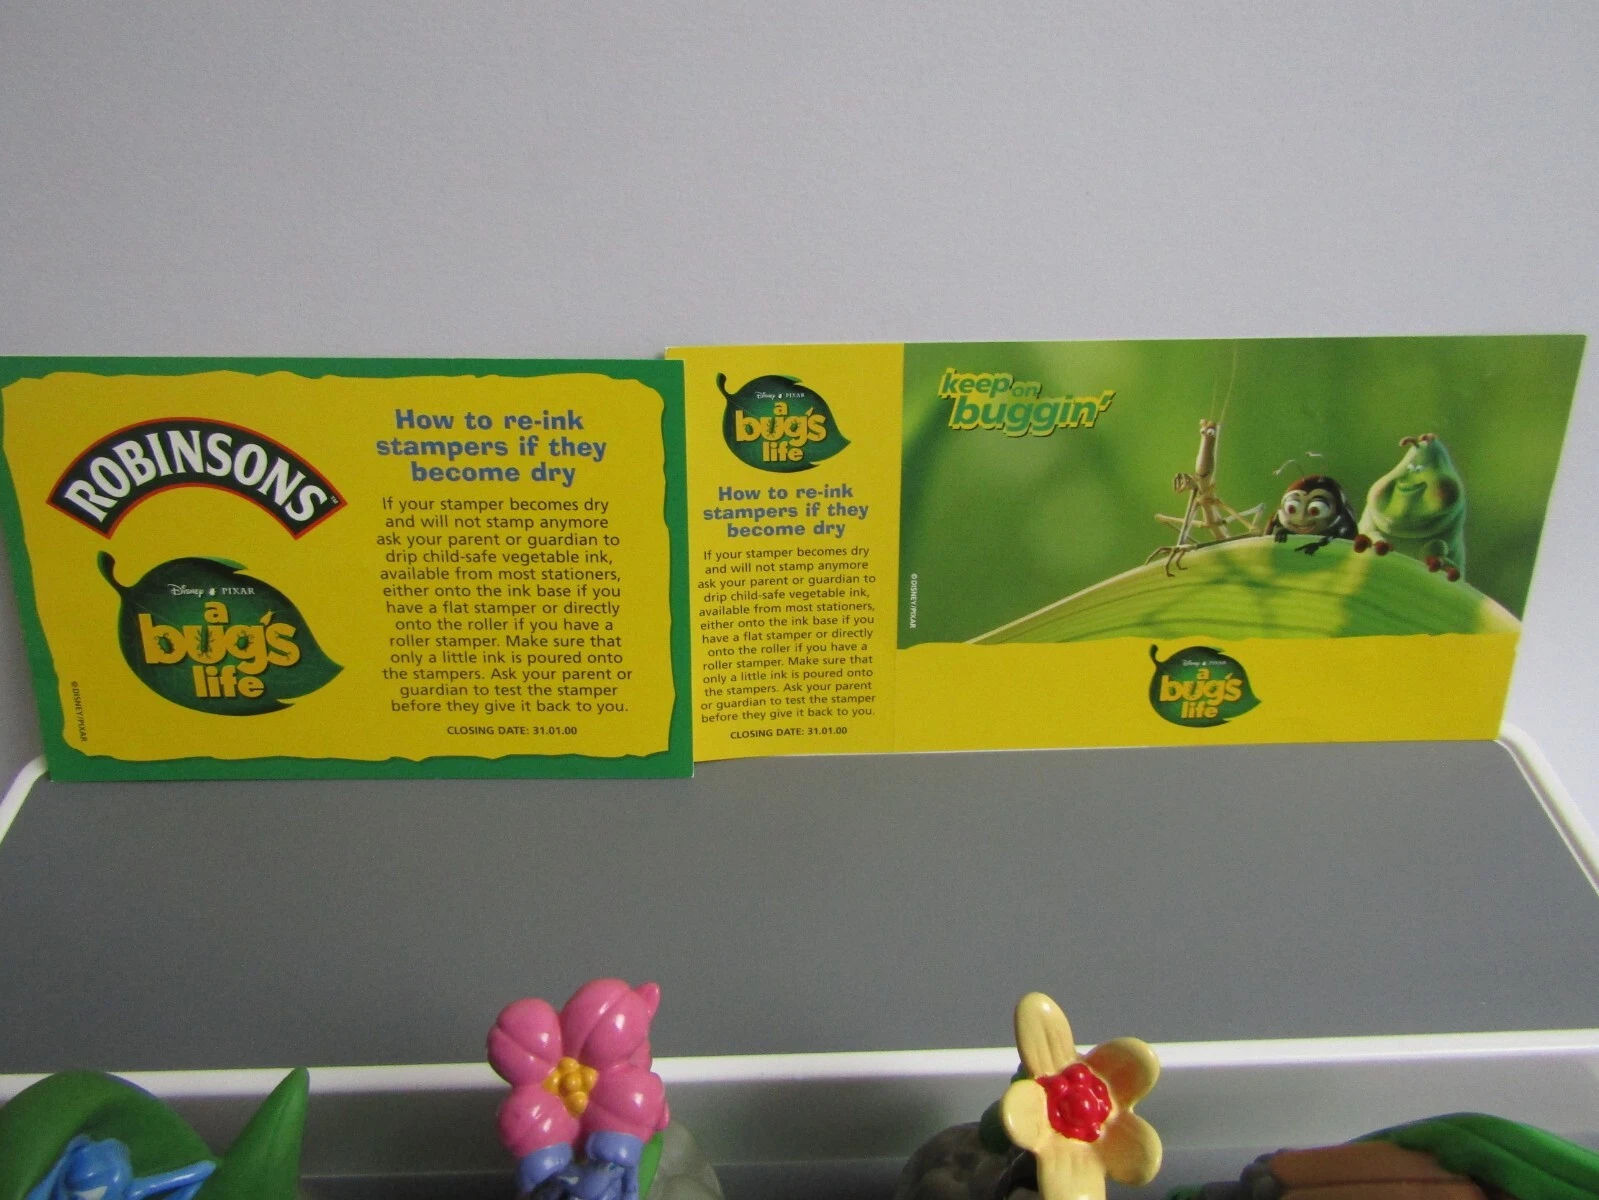 ROBINSONS™
Disney PIXAR
a
bug's
life
©DISNEY/PIXAR
How to re-ink
stampers if they
become dry
If your stamper becomes dry
and will not stamp anymore
ask your parent or guardian to
drip child-safe vegetable ink,
available from most stationers,
either onto the ink base if you
have a flat stamper or directly
onto the roller if you have a
roller stamper. Make sure that
only a little ink is poured onto
the stampers. Ask your parent or
guardian to test the stamper
before they give it back to you.
CLOSING DATE: 31.01.00
Disney PIXAR
a
bug's
life
How to re-ink
stampers if they
become dry
If your stamper becomes dry
and will not stamp anymore
ask your parent or guardian to
drip child-safe vegetable ink,
available from most stationers,
either onto the ink base if you
have a flat stamper or directly
onto the roller if you have a
roller stamper. Make sure that
only a little ink is poured onto
the stampers. Ask your parent
or guardian to test the stamper
before they give it back to you.
CLOSING DATE: 31.01.00
keep on
buggin'
©DISNEY/PIXAR
Disney PIXAR
a
bug's
life